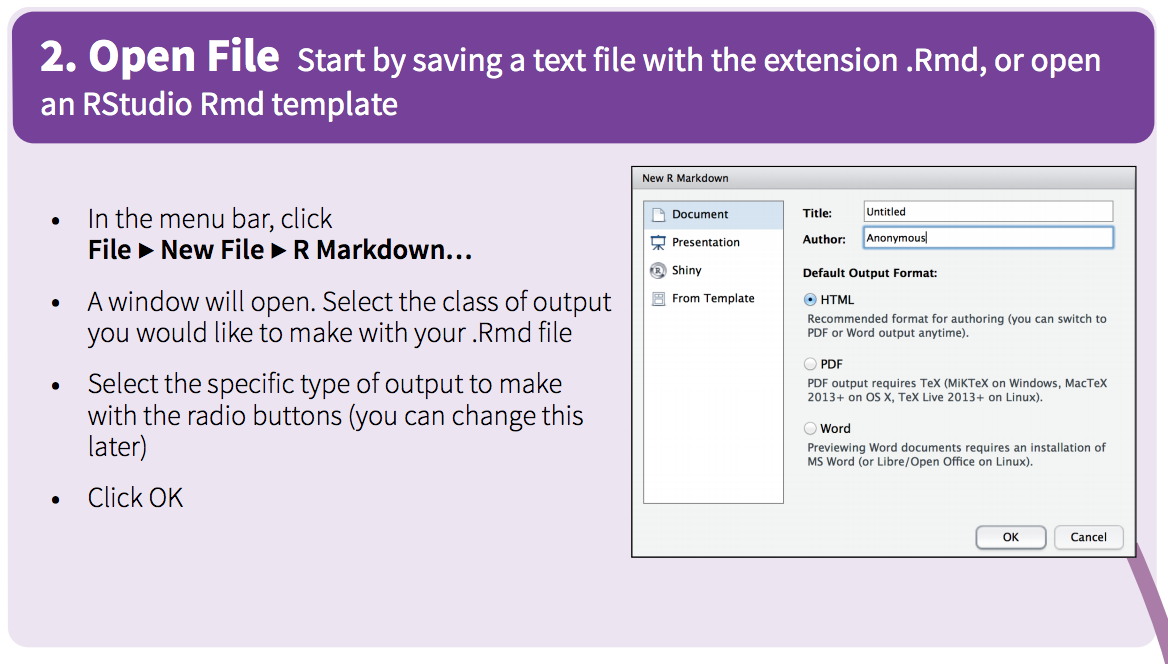 2. Open File Start by saving a text file with the extension .Rmd, or open
an RStudio Rmd template
• In the menu bar, click
File ▶ New File ▶ R Markdown…
• A window will open. Select the class of output
you would like to make with your .Rmd file
• Select the specific type of output to make
with the radio buttons (you can change this
later)
• Click OK
New R Markdown
Document
Presentation
Shiny
From Template
Title: Untitled
Author: Anonymous
Default Output Format:
HTML
Recommended format for authoring (you can switch to
PDF or Word output anytime).
PDF
PDF output requires TeX (MiKTeX on Windows, MacTeX
2013+ on OS X, TeX Live 2013+ on Linux).
Word
Previewing Word documents requires an installation of
MS Word (or Libre/Open Office on Linux).
OK Cancel